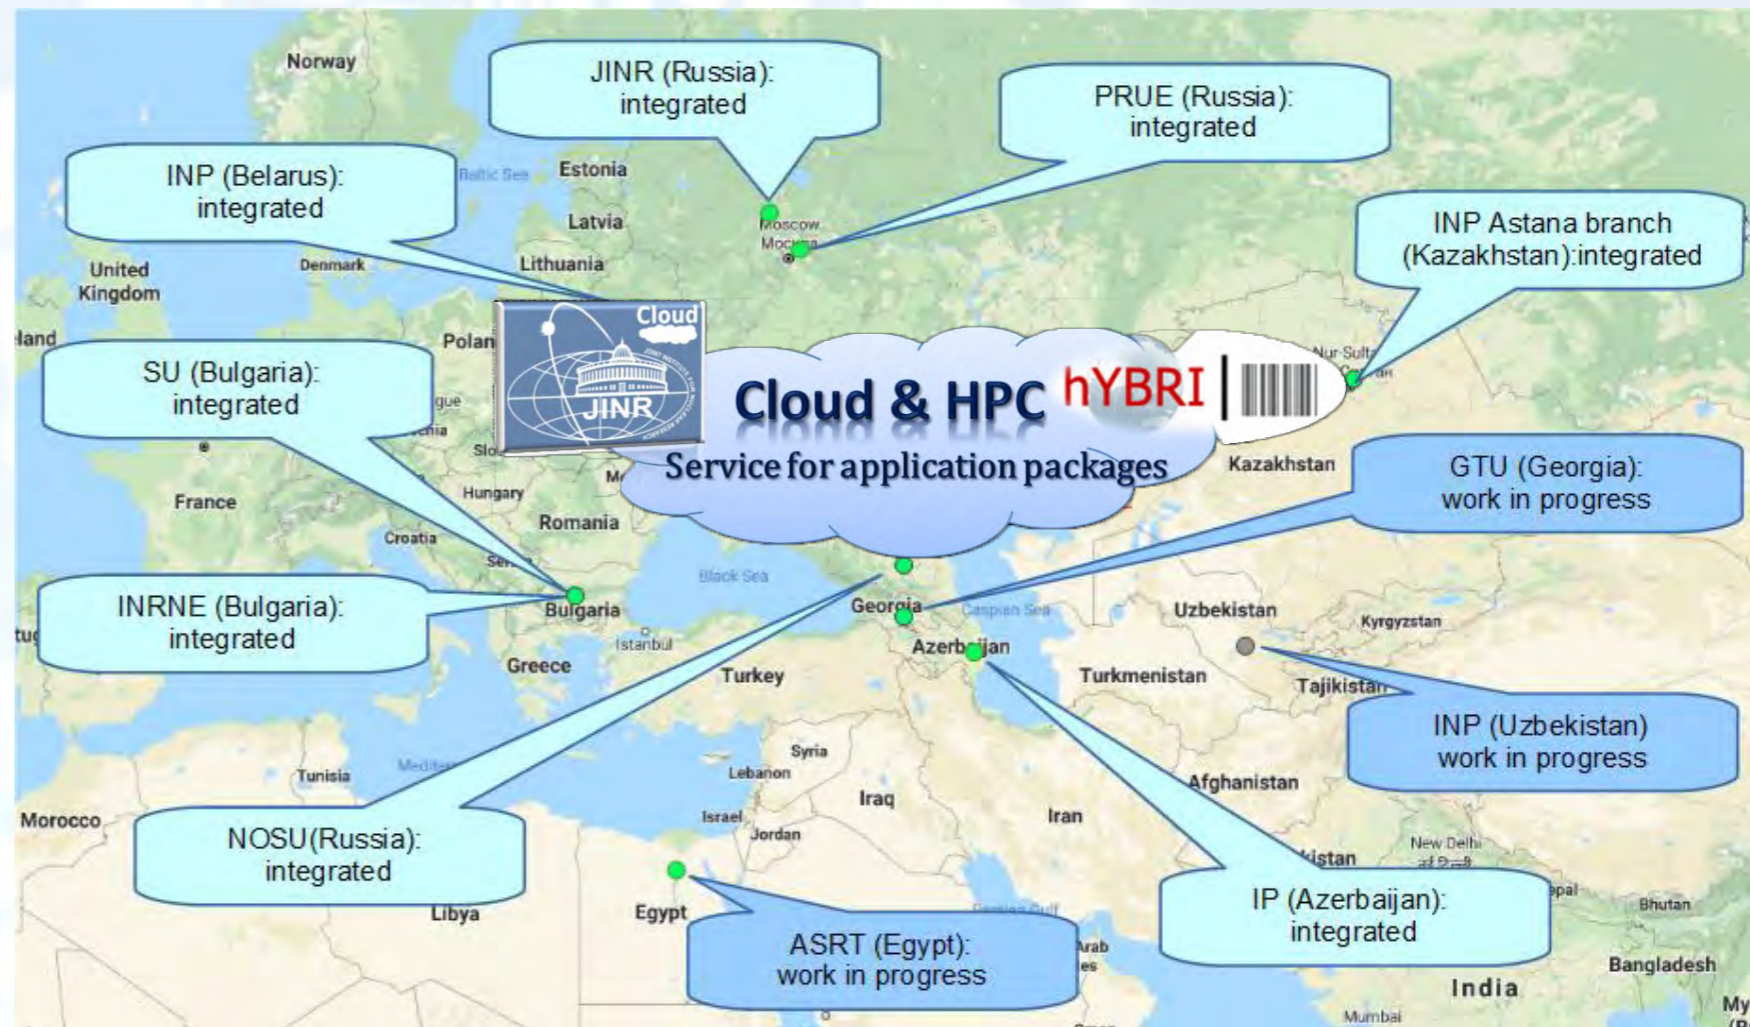 Norway
JINR (Russia):
integrated
PRUE (Russia):
integrated
INP (Belarus):
integrated
Baltic Sea
Estonia
Latvia
Lithuania
Moscow
INP Astana branch
(Kazakhstan):integrated
United
Kingdom
Denmark
Cloud
JINR
SU (Bulgaria):
integrated
Cloud & HPC
hYBRI
Service for application packages
Kazakhstan
GTU (Georgia):
work in progress
France
Hungary
Romania
Croatia
Black Sea
INRNE (Bulgaria):
integrated
Bulgaria
Georgia
Caspian Sea
Uzbekistan
Kyrgyzstan
Istanbul
Greece
Turkey
Azerbaijan
Turkmenistan
Tajikistan
INP (Uzbekistan)
work in progress
Tunisia
Syria
Lebanon
Iraq
Iran
Afghanistan
Morocco
Israel
Jordan
NOSU(Russia):
integrated
New Delhi
Libya
Egypt
ASRT (Egypt):
work in progress
Persian Gulf
IP (Azerbaijan):
integrated
Bhutan
Bangladesh
India
Mumbai